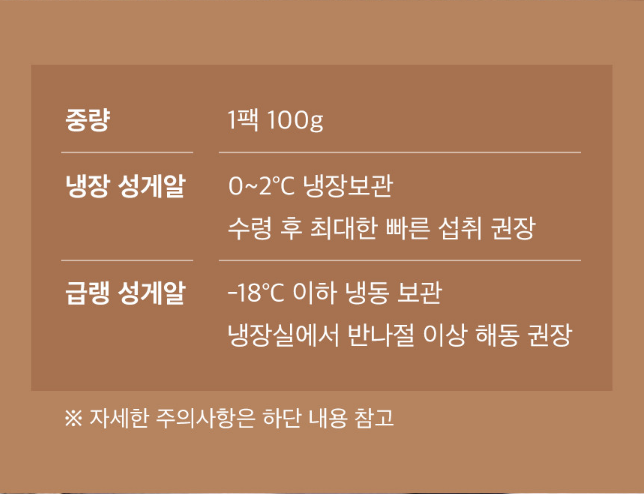 중량 1팩 100g
냉장 성게알 0~2℃ 냉장보관
수령 후 최대한 빠른 섭취 권장
급랭 성게알 -18℃ 이하 냉동 보관
냉장실에서 반나절 이상 해동 권장
※ 자세한 주의사항은 하단 내용 참고